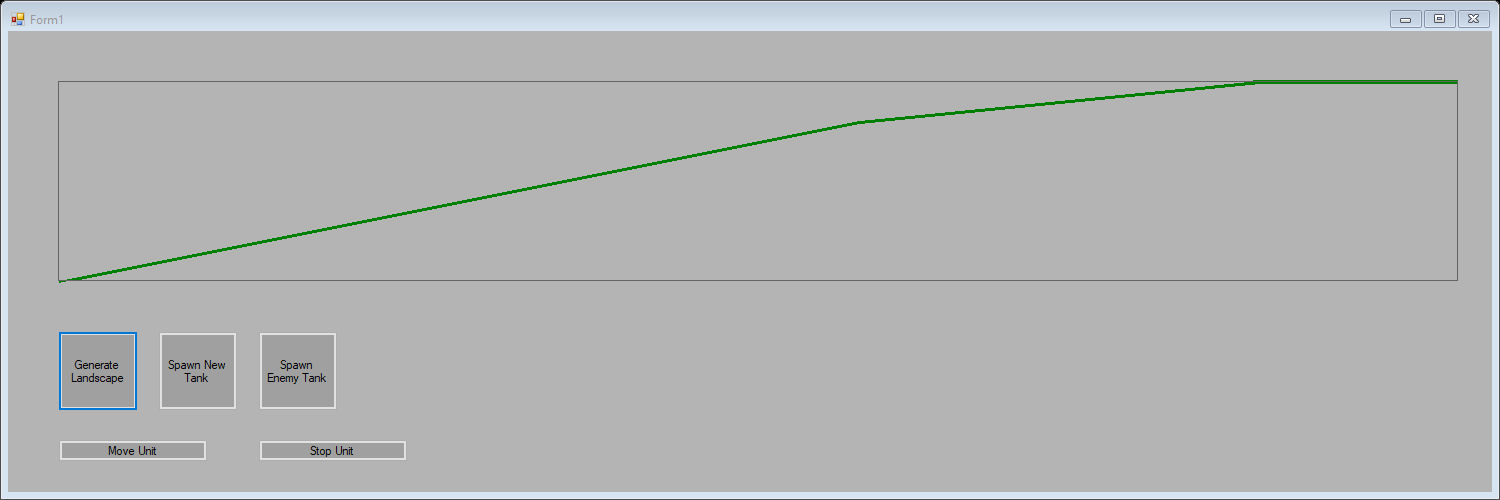 Form1
Generate
Landscape
Spawn New
Tank
Spawn
Enemy Tank
Move Unit
Stop Unit